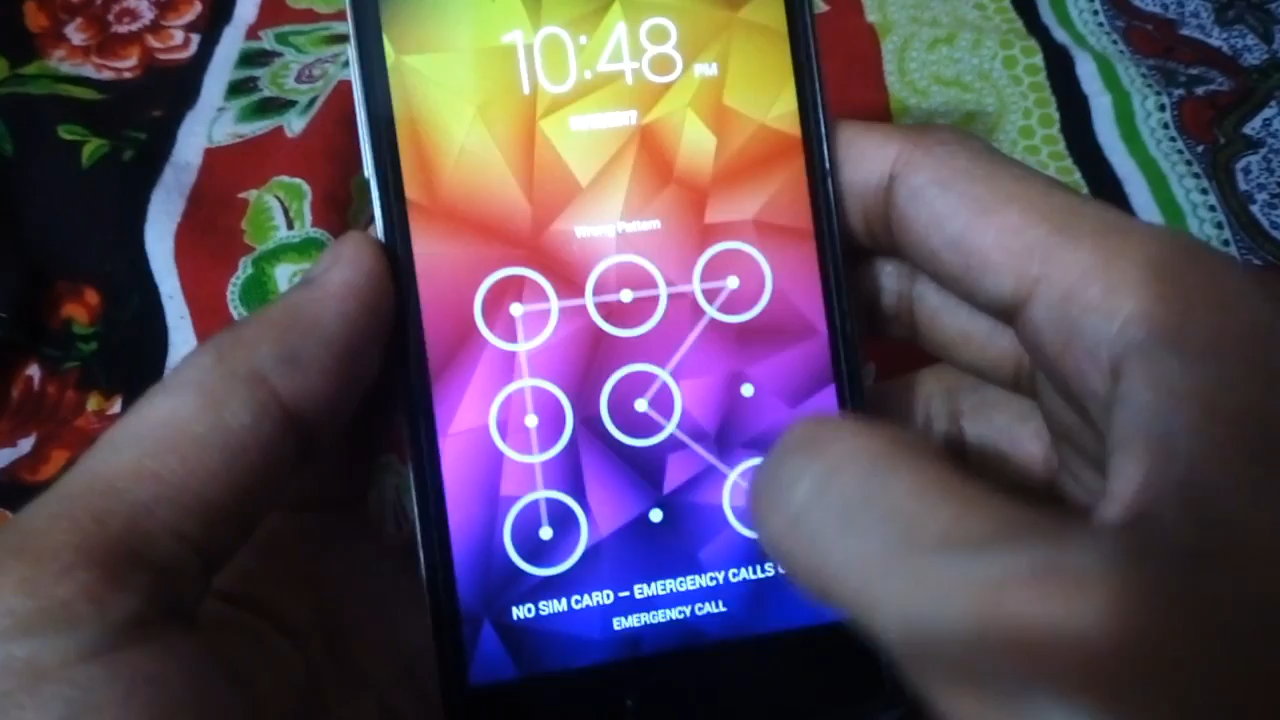 10:48 PM
Wrong Pattern
NO SIM CARD — EMERGENCY CALLS
EMERGENCY CALL